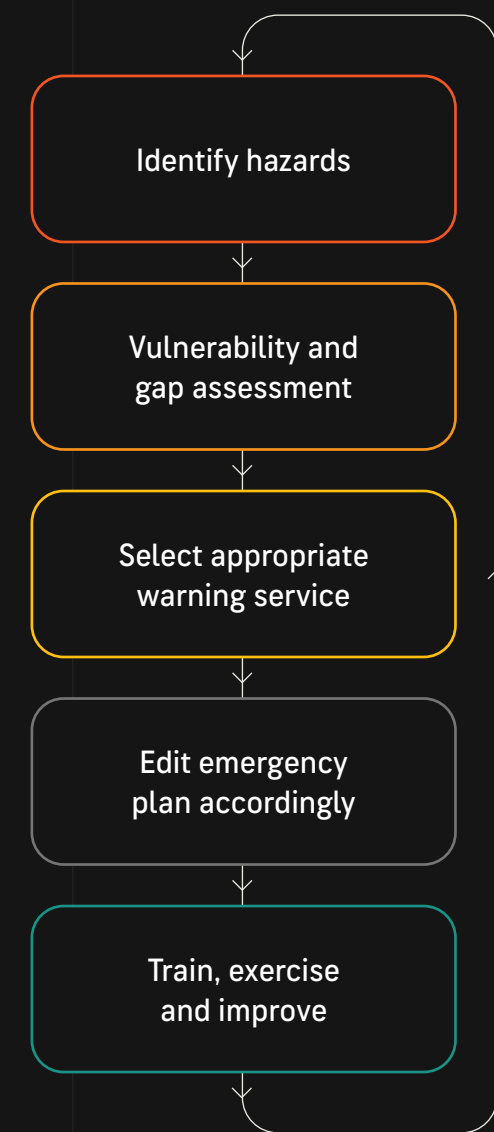 Identify hazards
Vulnerability and
gap assessment
Select appropriate
warning service
Edit emergency
plan accordingly
Train, exercise
and improve